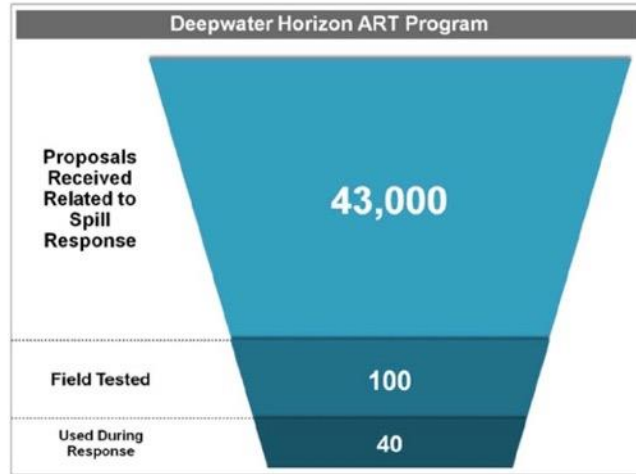 Deepwater Horizon ART Program
Proposals
Received
Related to
Spill
Response
43,000
Field Tested
100
Used During
Response
40